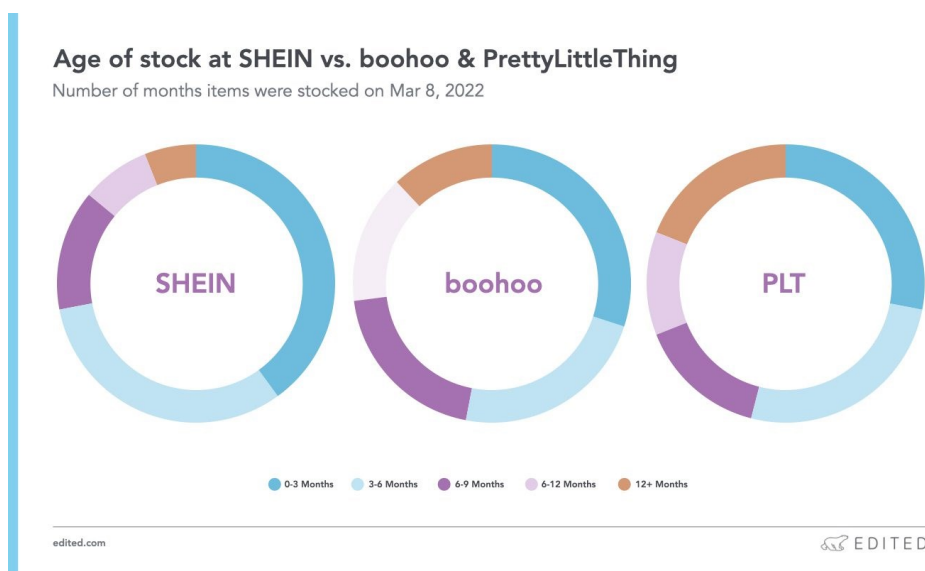 Age of stock at SHEIN vs. boohoo & PrettyLittleThing
Number of months items were stocked on Mar 8, 2022
SHEIN
boohoo
PLT
0-3 Months
3-6 Months
6-9 Months
6-12 Months
12+ Months
edited.com
EDITED